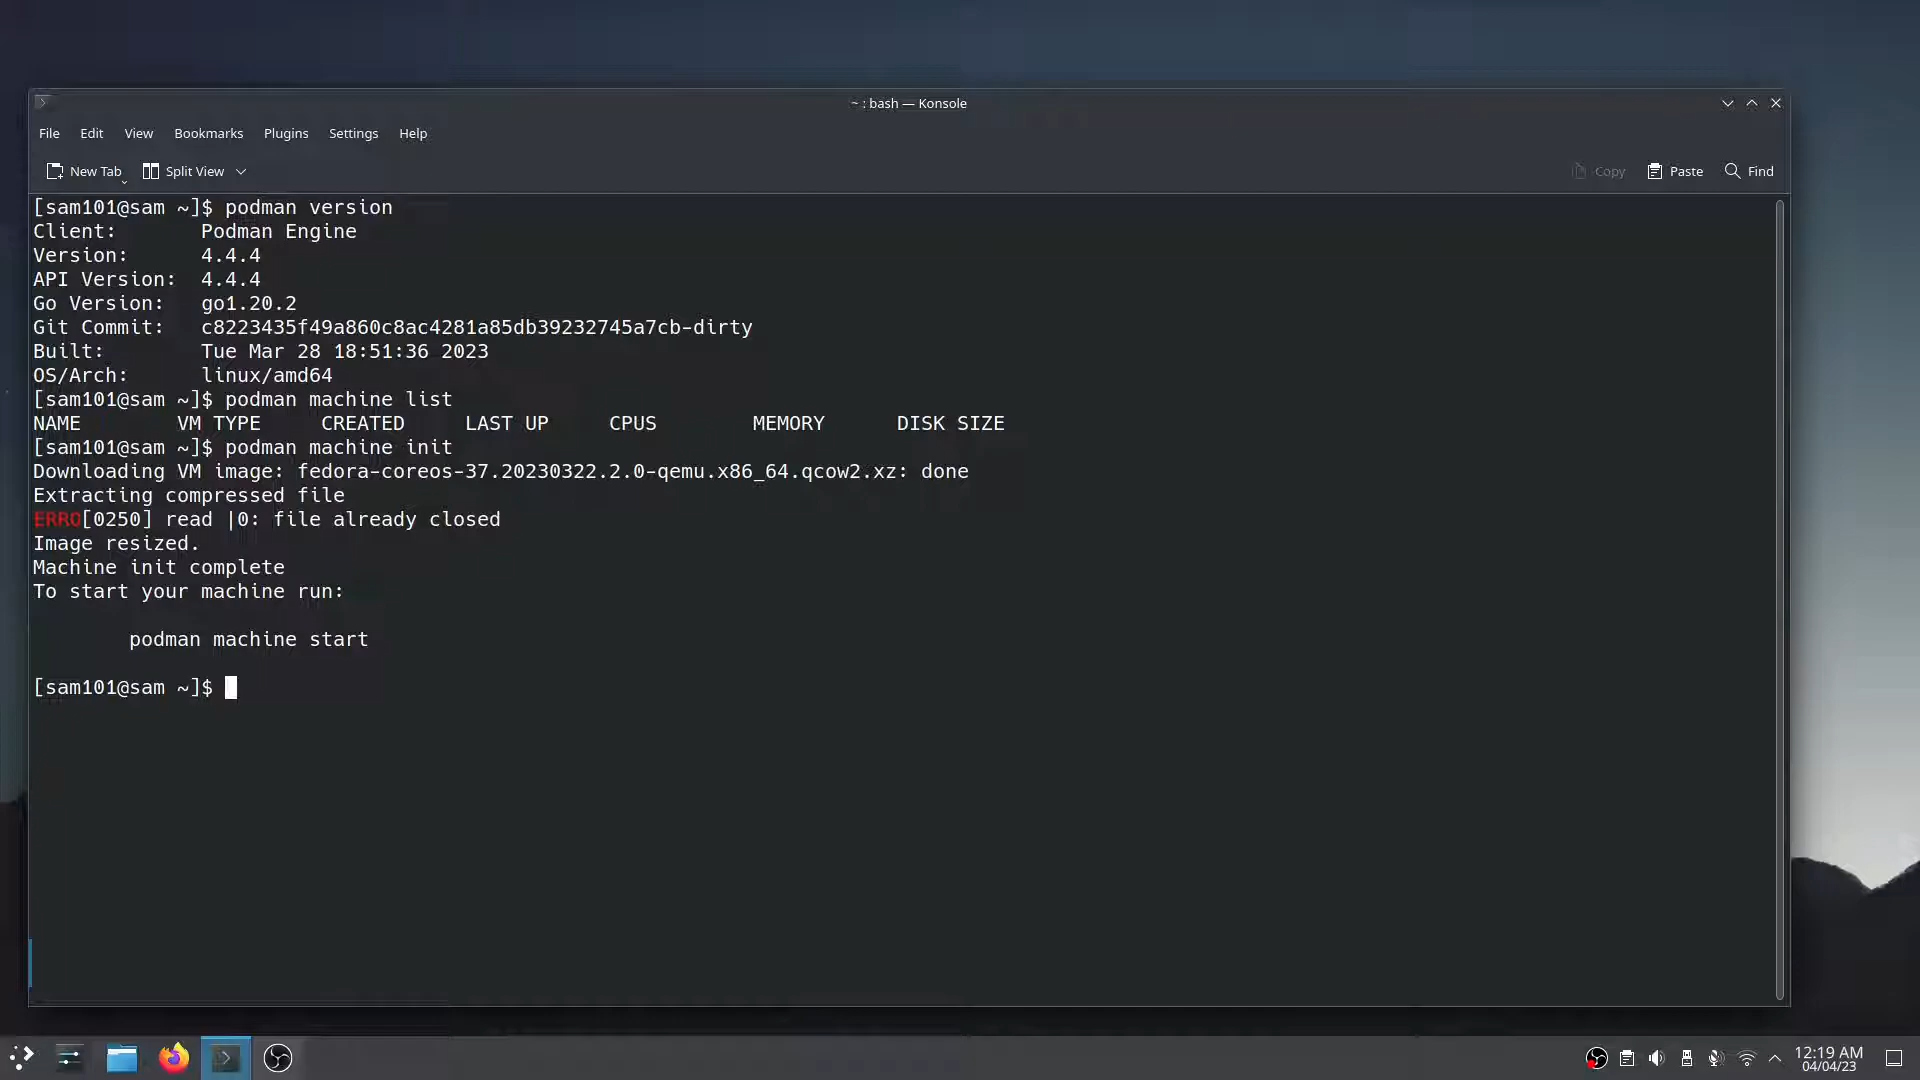 ~ : bash — Konsole
File Edit View Bookmarks Plugins Settings Help
New Tab Split View Copy Paste Find
[sam101@sam ~]$ podman version
Client:       Podman Engine
Version:      4.4.4
API Version:  4.4.4
Go Version:   go1.20.2
Git Commit:   c8223435f49a860c8ac4281a85db39232745a7cb-dirty
Built:        Tue Mar 28 18:51:36 2023
OS/Arch:      linux/amd64
[sam101@sam ~]$ podman machine list
NAME        VM TYPE     CREATED     LAST UP     CPUS        MEMORY      DISK SIZE
[sam101@sam ~]$ podman machine init
Downloading VM image: fedora-coreos-37.20230322.2.0-qemu.x86_64.qcow2.xz: done
Extracting compressed file
ERRO[0250] read |0: file already closed
Image resized.
Machine init complete
To start your machine run:
podman machine start
[sam101@sam ~]$
12:19 AM
04/04/23